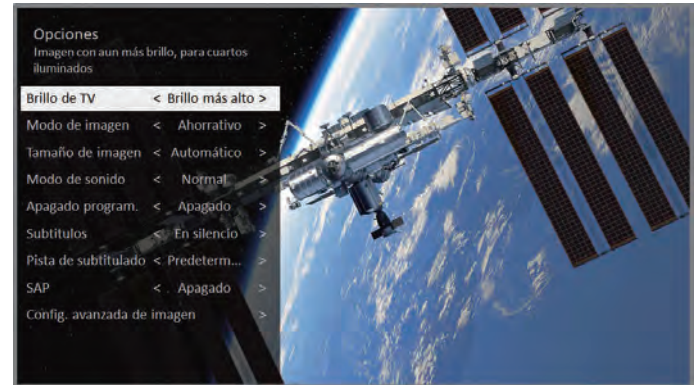 Opciones
Imagen con aun más brillo, para cuartos
iluminados
Brillo de TV < Brillo más alto >
Modo de imagen < Ahorrativo >
Tamaño de imagen < Automático >
Modo de sonido < Normal >
Apagado program. < Apagado >
Subtitulos < En silencio >
Pista de subtitulado < Predeterm... >
SAP < Apagado >
Config. avanzada de imagen >